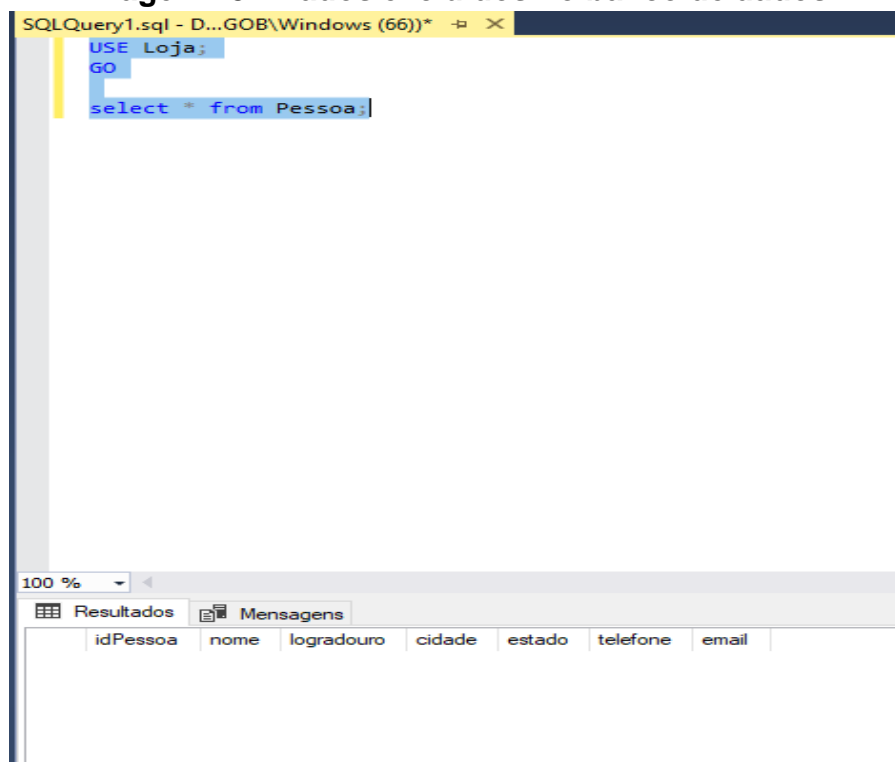 SQLQuery1.sql - D...GOB\Windows (66))*
USE Loja;
GO
select * from Pessoa;
100 %
Resultados Mensagens
idPessoa nome logradouro cidade estado telefone email